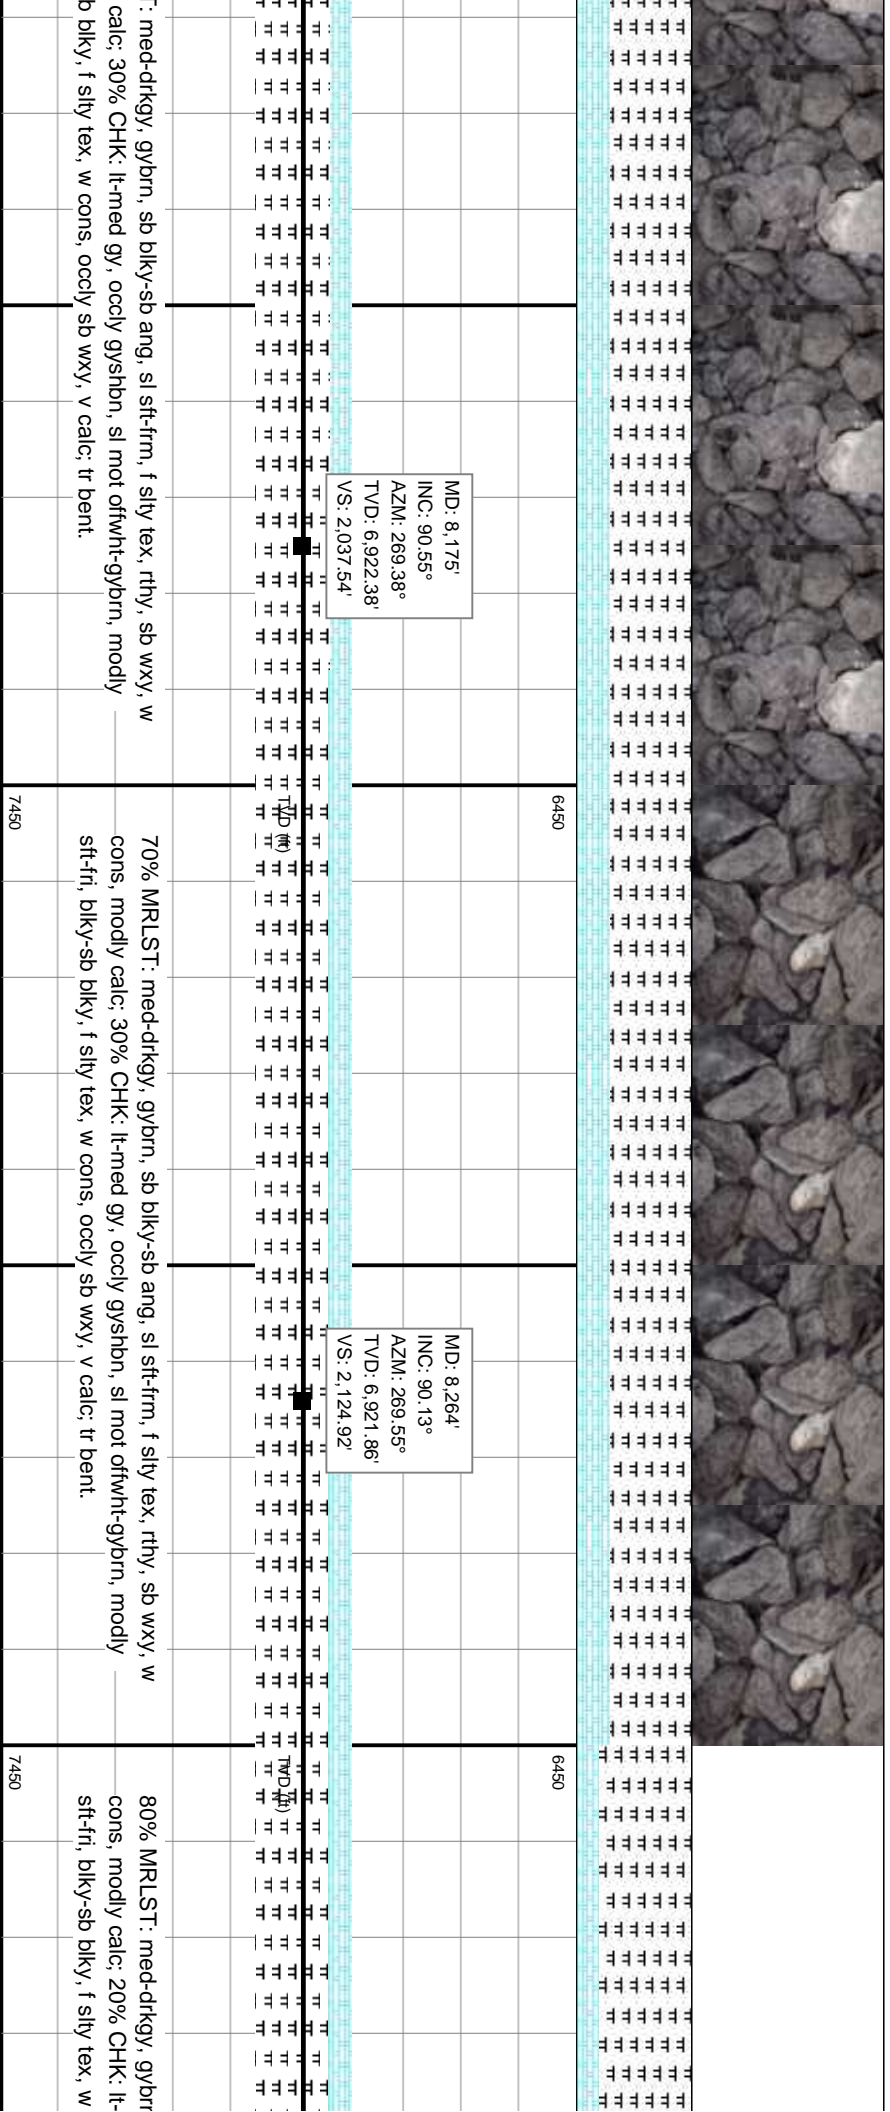 T: med-drkgy, gybrn, sb blky-sb ang, sl sft-frm, f slty tex, rthy, sb wxy, w
calc; 30% CHK: lt-med gy, occly gyshbn, sl mot offwht-gybrn, modly
b blky, f slty tex, w cons, occly sb wxy, v calc; tr bent.
MD: 8,175'
INC: 90.55°
AZM: 269.38°
TVD: 6,922.38'
VS: 2,037.54'
6450
TVD (ft)
7450
70% MRLST: med-drkgy, gybrn, sb blky-sb ang, sl sft-frm, f slty tex, rthy, sb wxy, w
cons, modly calc; 30% CHK: lt-med gy, occly gyshbn, sl mot offwht-gybrn, modly
sft-fri, blky-sb blky, f slty tex, w cons, occly sb wxy, v calc; tr bent.
MD: 8,264'
INC: 90.13°
AZM: 269.55°
TVD: 6,921.86'
VS: 2,124.92'
6450
TVD (ft)
7450
80% MRLST: med-drkgy, gybrn
cons, modly calc; 20% CHK: lt-
sft-fri, blky-sb blky, f slty tex, w